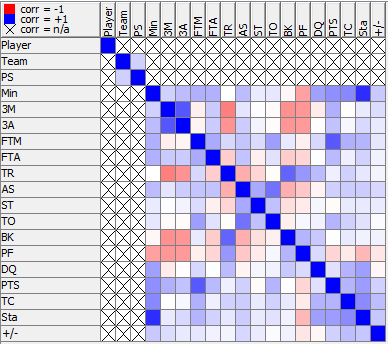 corr = -1
corr = +1
corr = n/a
Player
Team
PS
Min
3M
3A
FTM
FTA
TR
AS
ST
TO
BK
PF
DQ
PTS
TC
Sta
+/-
Player
Team
PS
Min
3M
3A
FTM
FTA
TR
AS
ST
TO
BK
PF
DQ
PTS
TC
Sta
+/-